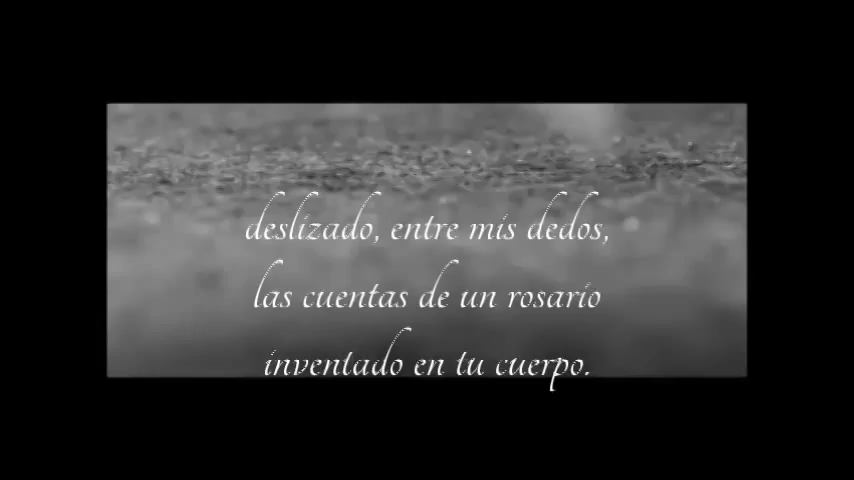 deslizado, entre mis dedos,
las cuentas de un rosario
inventado en tu cuerpo.